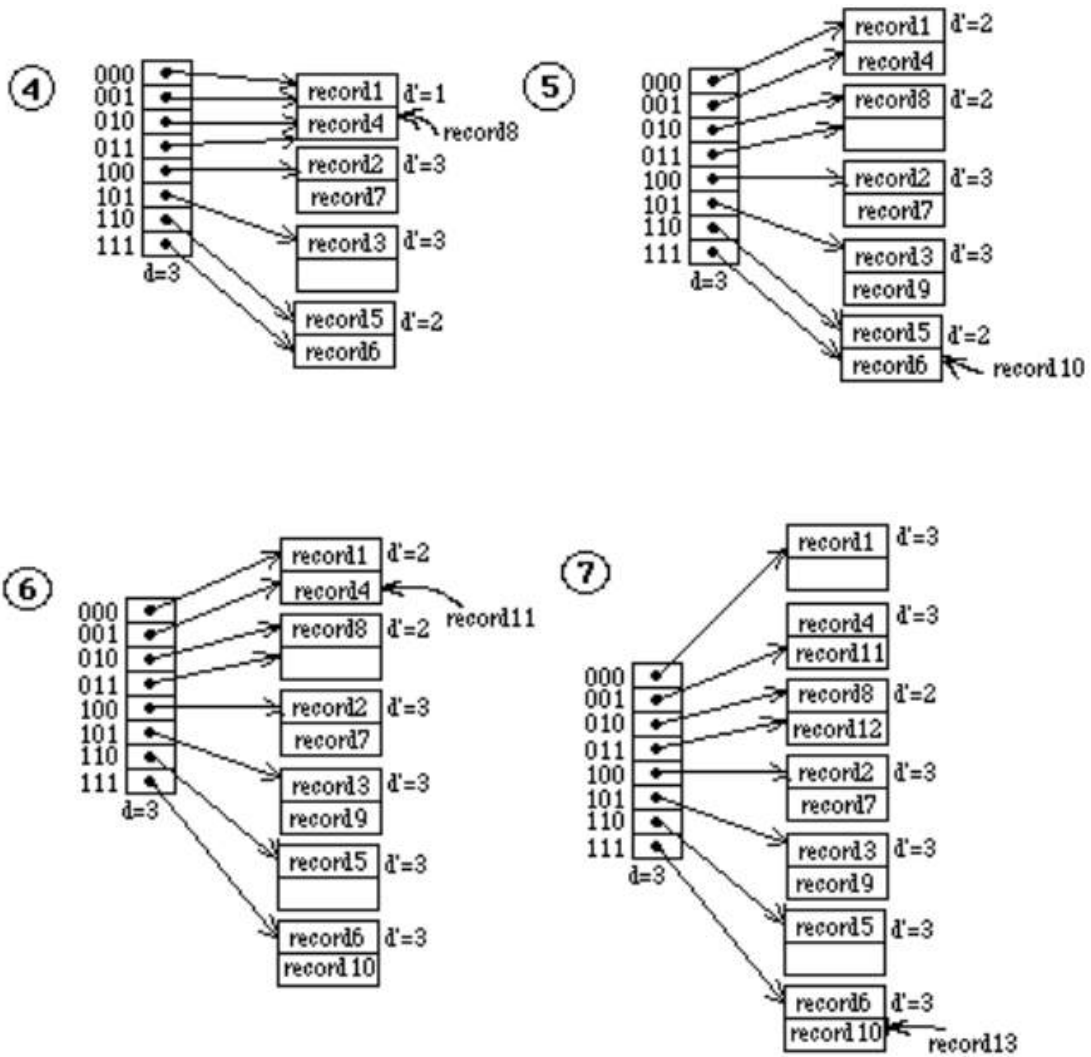 4
000
001
010
011
100
101
110
111
d=3
record1 d'=1
record4
record8
record2 d'=3
record7
record3 d'=3
record5 d'=2
record6
5
000
001
010
011
100
101
110
111
d=3
record1 d'=2
record4
record8 d'=2
record2 d'=3
record7
record3 d'=3
record9
record5 d'=2
record6
record10
6
000
001
010
011
100
101
110
111
d=3
record1 d'=2
record4
record11
record8 d'=2
record2 d'=3
record7
record3 d'=3
record9
record5 d'=3
record6 d'=3
record10
7
000
001
010
011
100
101
110
111
d=3
record1 d'=3
record4 d'=3
record11
record8 d'=2
record12
record2 d'=3
record7
record3 d'=3
record9
record5 d'=3
record6 d'=3
record10
record13